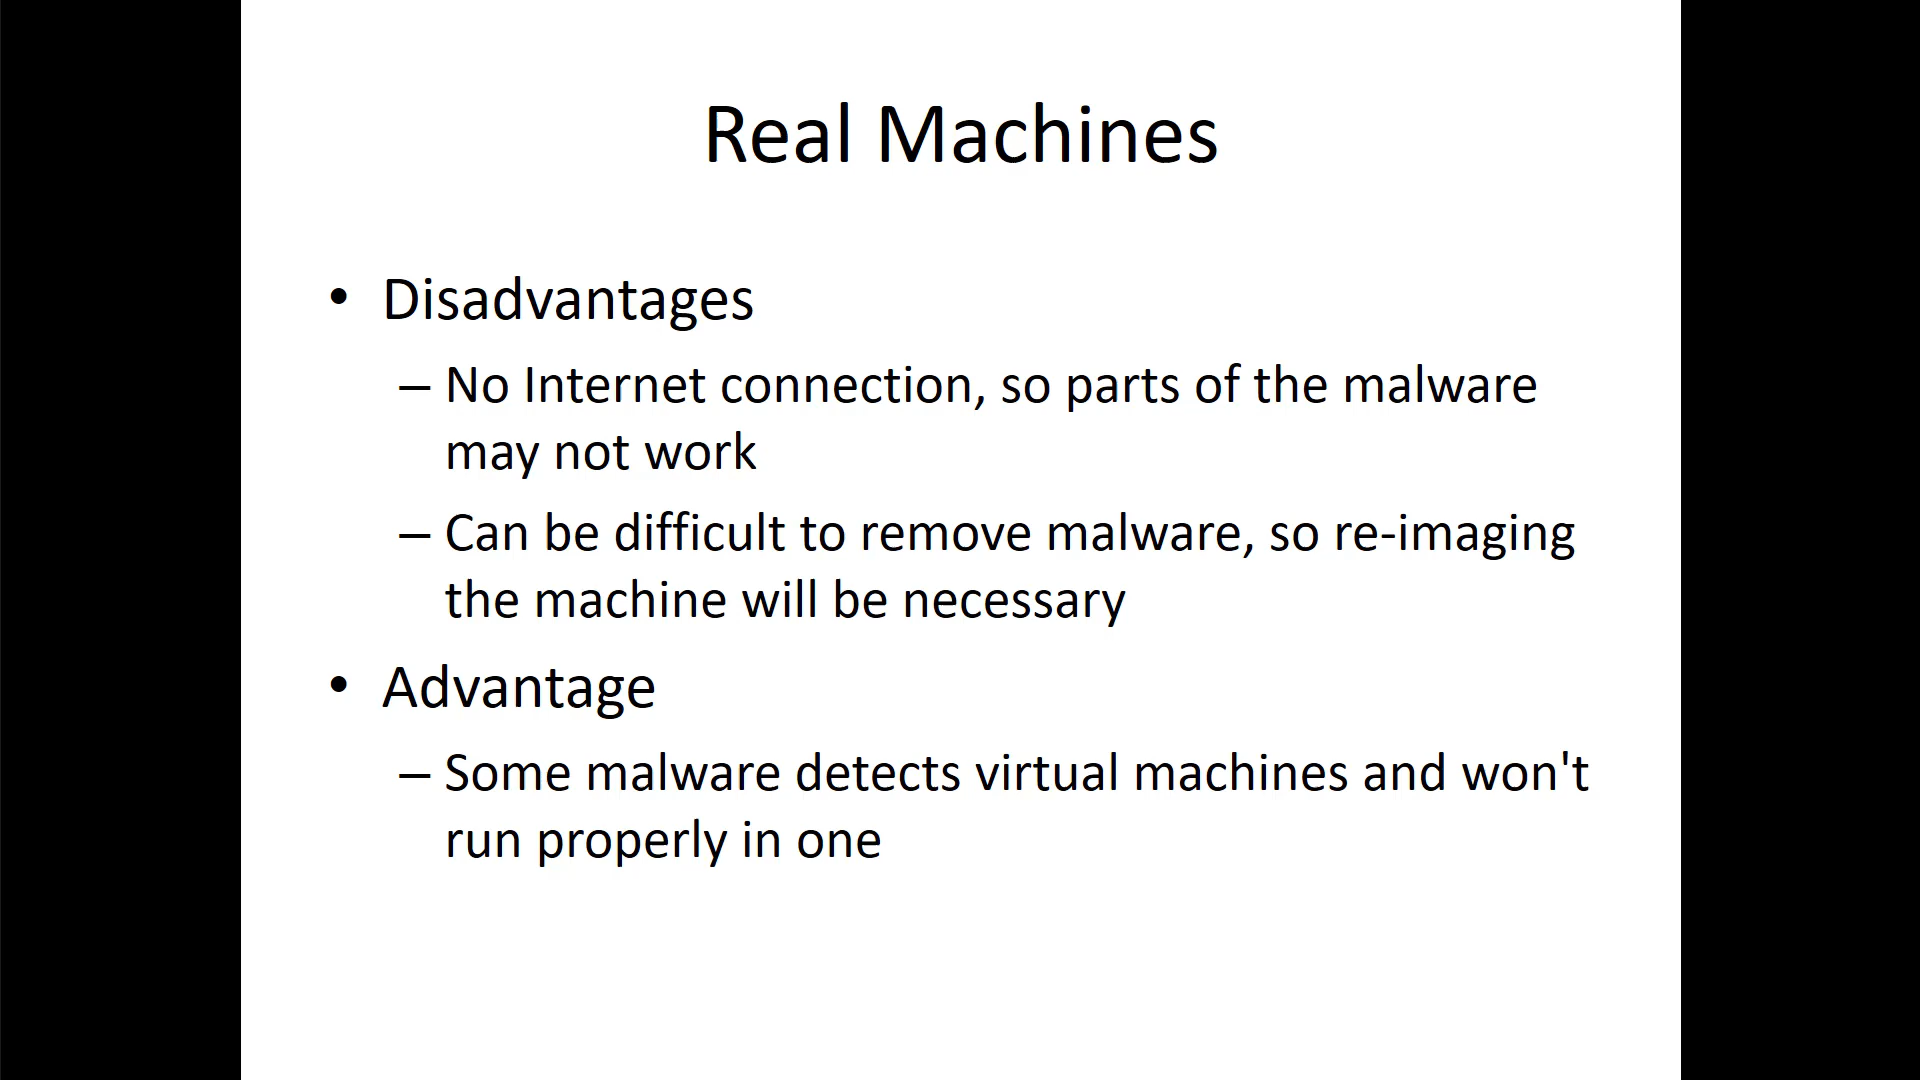 Real Machines
• Disadvantages
– No Internet connection, so parts of the malware
may not work
– Can be difficult to remove malware, so re-imaging
the machine will be necessary
• Advantage
– Some malware detects virtual machines and won't
run properly in one